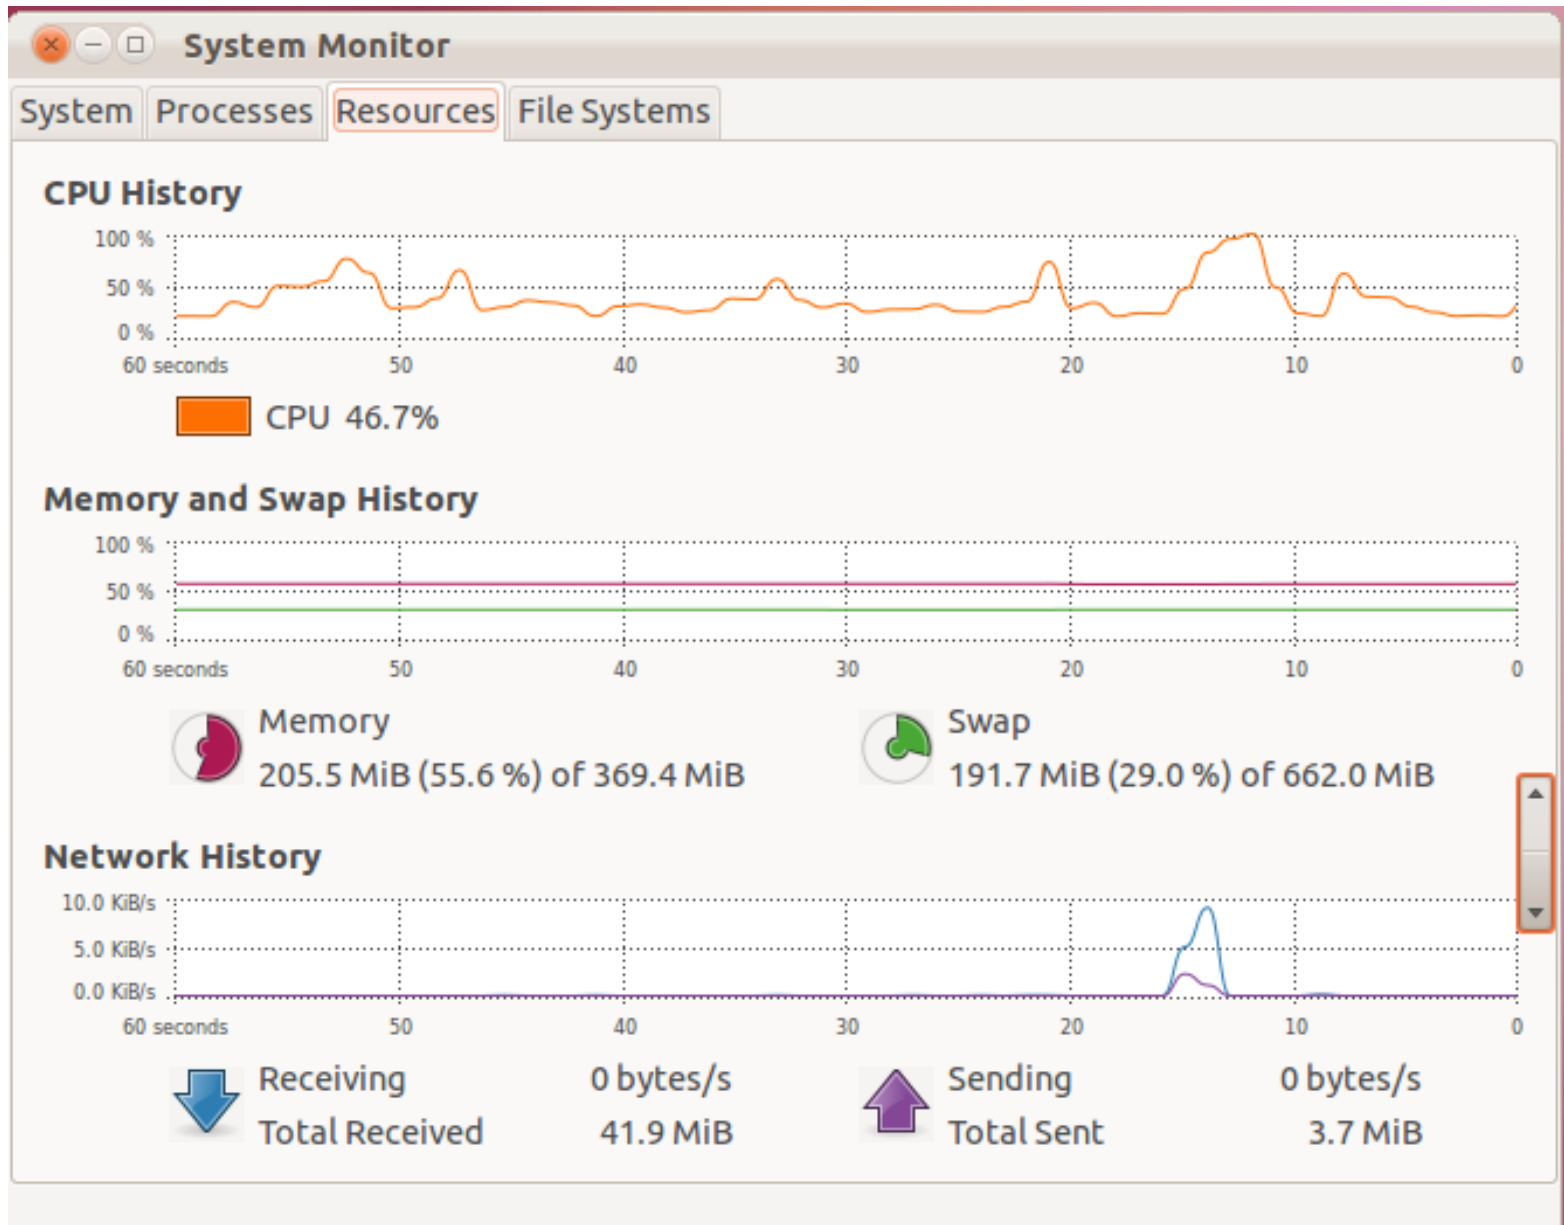 System Monitor
System Processes Resources File Systems
CPU History
100 %
50 %
0 %
60 seconds 50 40 30 20 10 0
CPU 46.7%
Memory and Swap History
100 %
50 %
0 %
60 seconds 50 40 30 20 10 0
Memory Swap
205.5 MiB (55.6 %) of 369.4 MiB 191.7 MiB (29.0 %) of 662.0 MiB
Network History
10.0 KiB/s
5.0 KiB/s
0.0 KiB/s
60 seconds 50 40 30 20 10 0
Receiving 0 bytes/s Sending 0 bytes/s
Total Received 41.9 MiB Total Sent 3.7 MiB